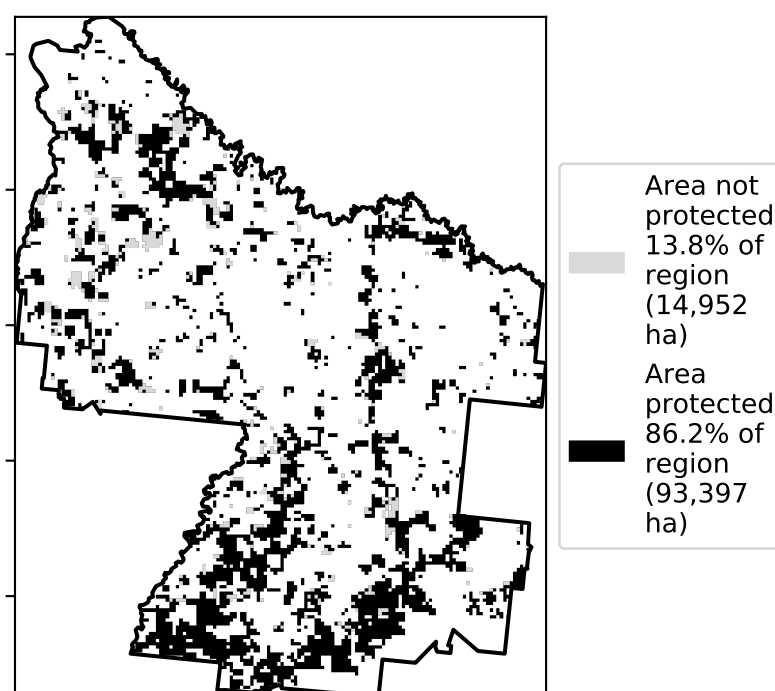 Area not
protected
13.8% of
region
(14,952
ha)
Area
protected
86.2% of
region
(93,397
ha)